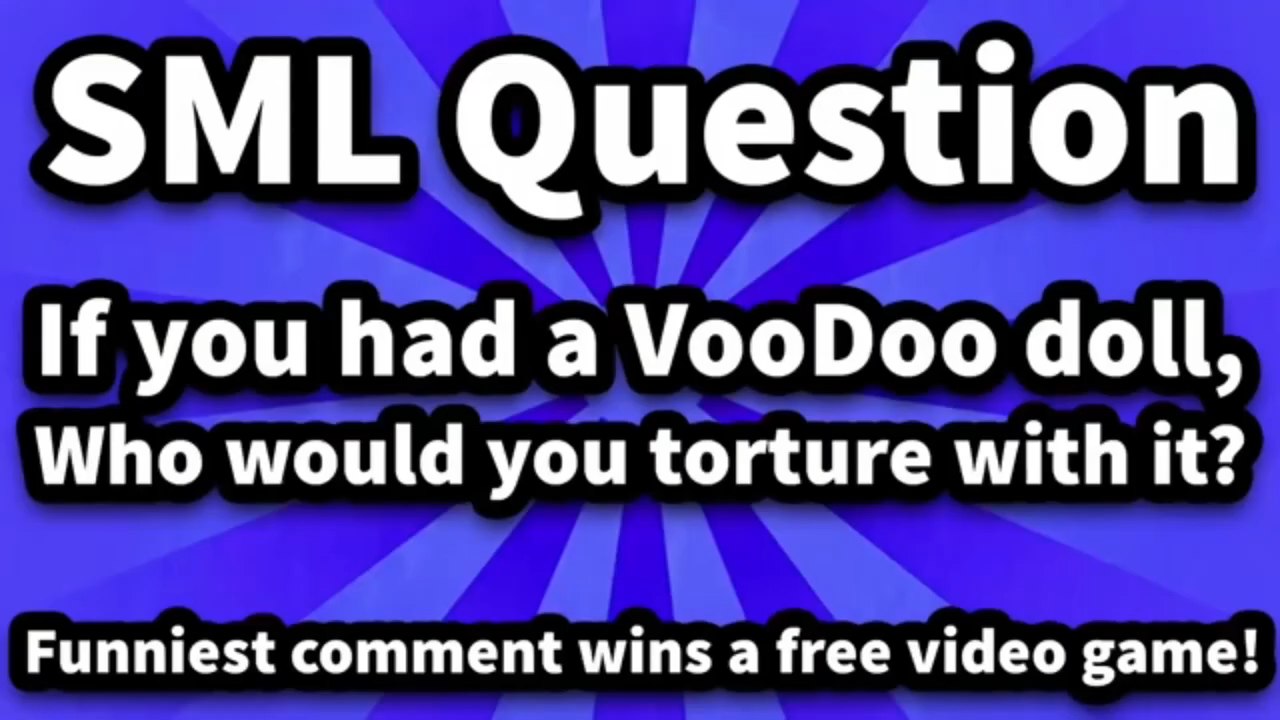 SML Question
If you had a VooDoo doll,
Who would you torture with it?
Funniest comment wins a free video game!